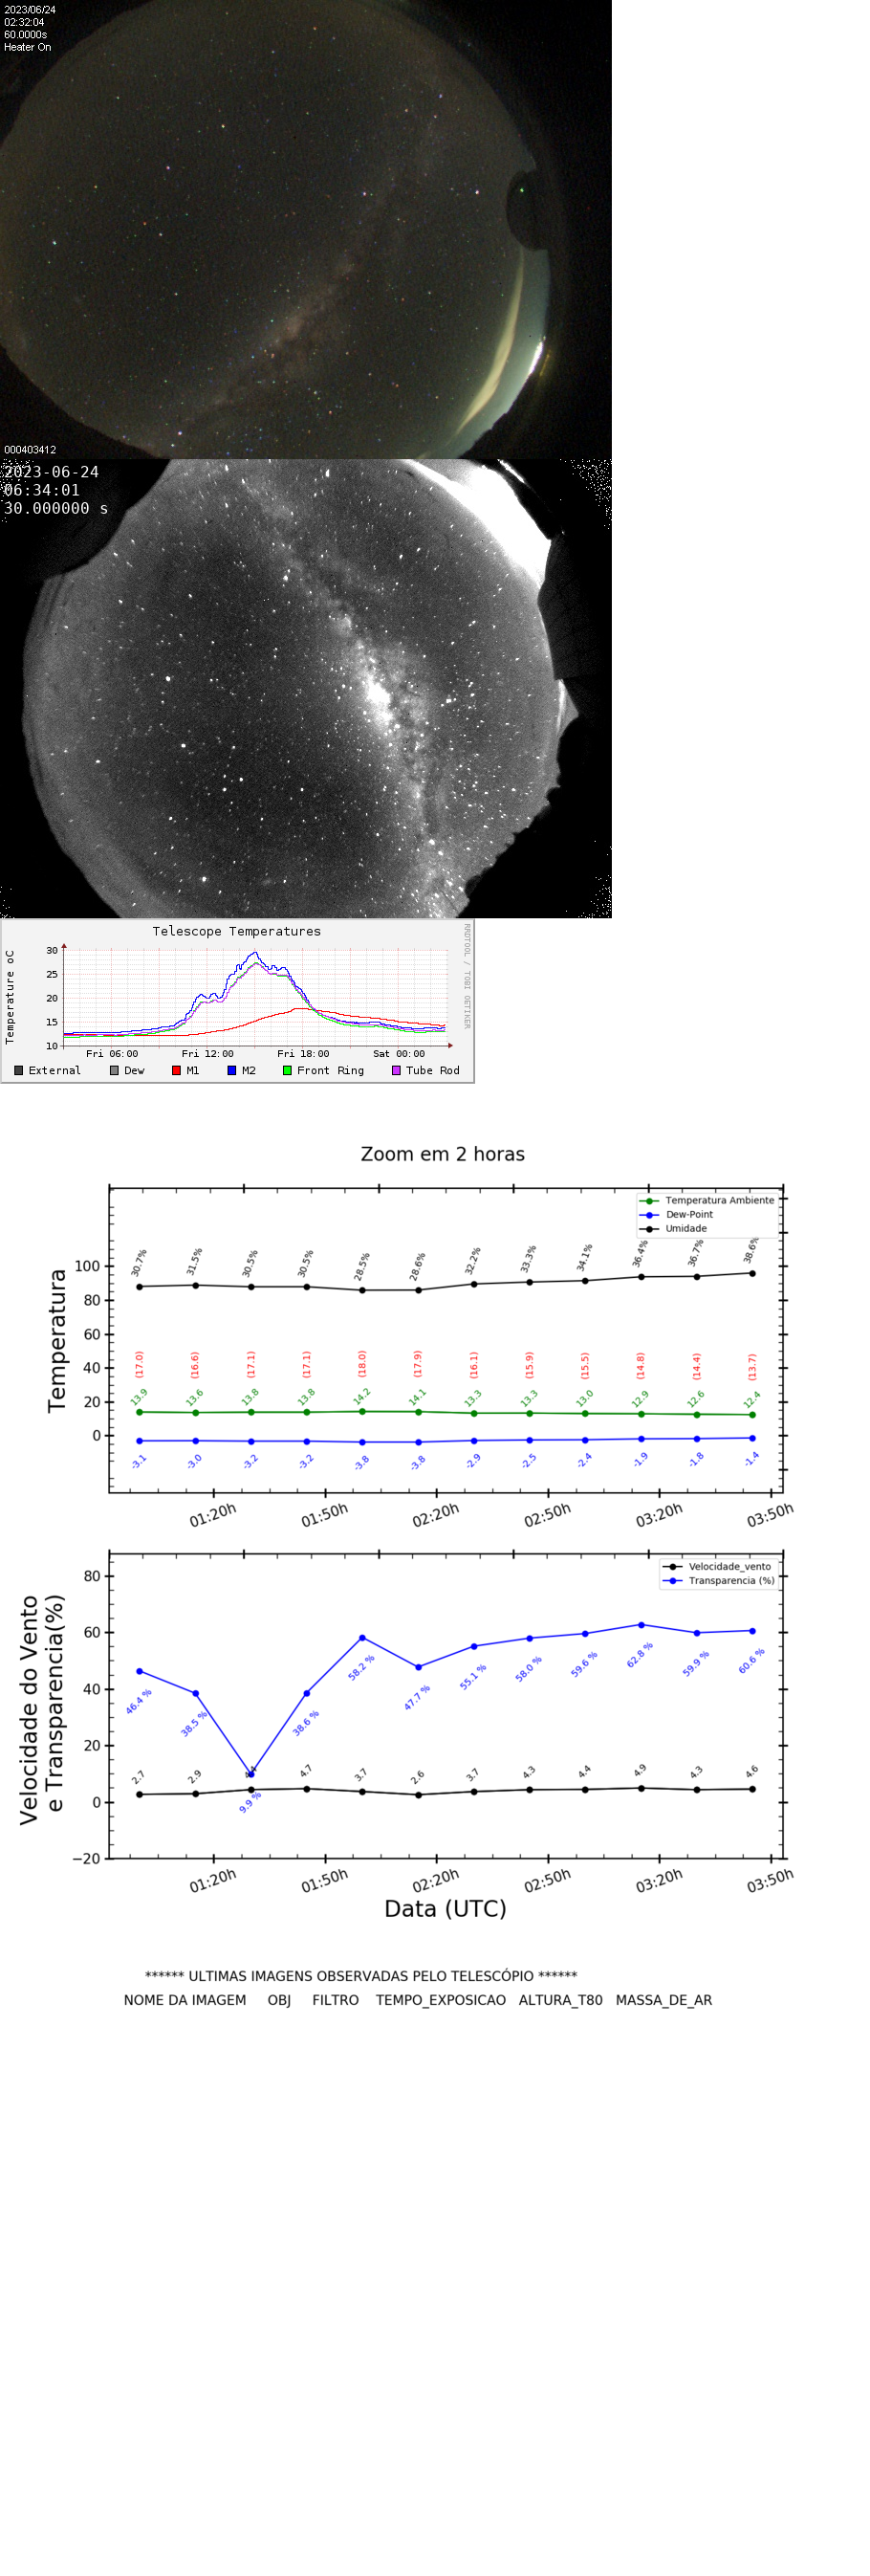 2023/06/24
02:32:04
60.0000s
Heater On
000403412
2023-06-24
06:34:01
30.000000 s
Telescope Temperatures
RRDTOOL / TOBI OETIKER
Temperature oC
30
25
20
15
10
Fri 06:00 Fri 12:00 Fri 18:00 Sat 00:00
External Dew M1 M2 Front Ring Tube Rod
Zoom em 2 horas
Temperatura Ambiente
Dew-Point
Umidade
Temperatura
100
80
60
40
20
0
30.7% 31.5% 30.5% 30.5% 28.5% 28.6% 32.2% 33.3% 34.1% 36.4% 36.7% 38.6%
(17.0) (16.6) (17.1) (17.1) (18.0) (17.9) (16.1) (15.9) (15.5) (14.8) (14.4) (13.7)
13.9 13.6 13.8 13.8 14.2 14.1 13.3 13.3 13.0 12.9 12.6 12.4
-3.1 -3.0 -3.2 -3.2 -3.8 -3.8 -2.9 -2.5 -2.4 -1.9 -1.8 -1.4
01:20h 01:50h 02:20h 02:50h 03:20h 03:50h
Velocidade_vento
Transparencia (%)
Velocidade do Vento
e Transparencia(%)
80
60
40
20
0
−20
46.4 % 38.5 % 9.9 % 38.6 % 58.2 % 47.7 % 55.1 % 58.0 % 59.6 % 62.8 % 59.9 % 60.6 %
2.7 2.9 4.4 4.7 3.7 2.6 3.7 4.3 4.4 4.9 4.3 4.6
01:20h 01:50h 02:20h 02:50h 03:20h 03:50h
Data (UTC)
****** ULTIMAS IMAGENS OBSERVADAS PELO TELESCÓPIO ******
NOME DA IMAGEM OBJ FILTRO TEMPO_EXPOSICAO ALTURA_T80 MASSA_DE_AR